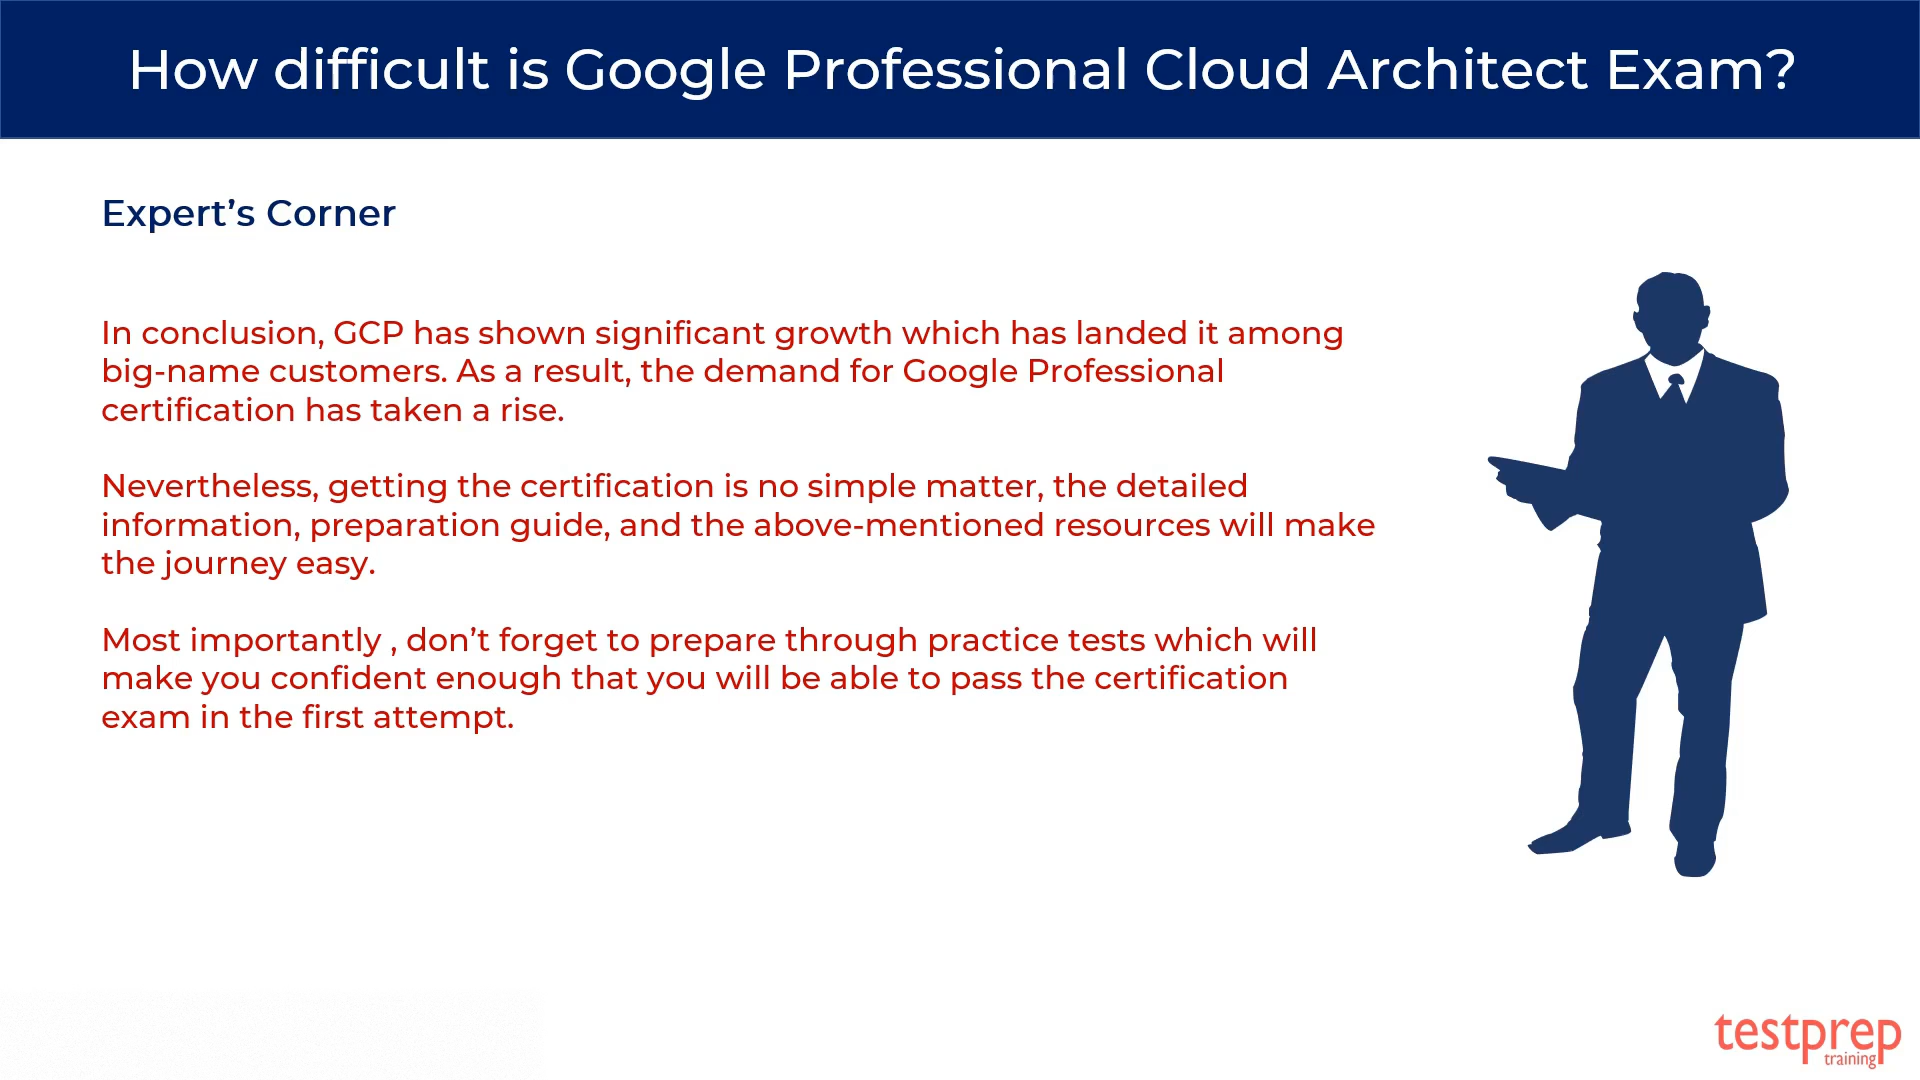 How difficult is Google Professional Cloud Architect Exam?
Expert’s Corner
In conclusion, GCP has shown significant growth which has landed it among
big-name customers. As a result, the demand for Google Professional
certification has taken a rise.
Nevertheless, getting the certification is no simple matter, the detailed
information, preparation guide, and the above-mentioned resources will make
the journey easy.
Most importantly , don’t forget to prepare through practice tests which will
make you confident enough that you will be able to pass the certification
exam in the first attempt.
testprep
training